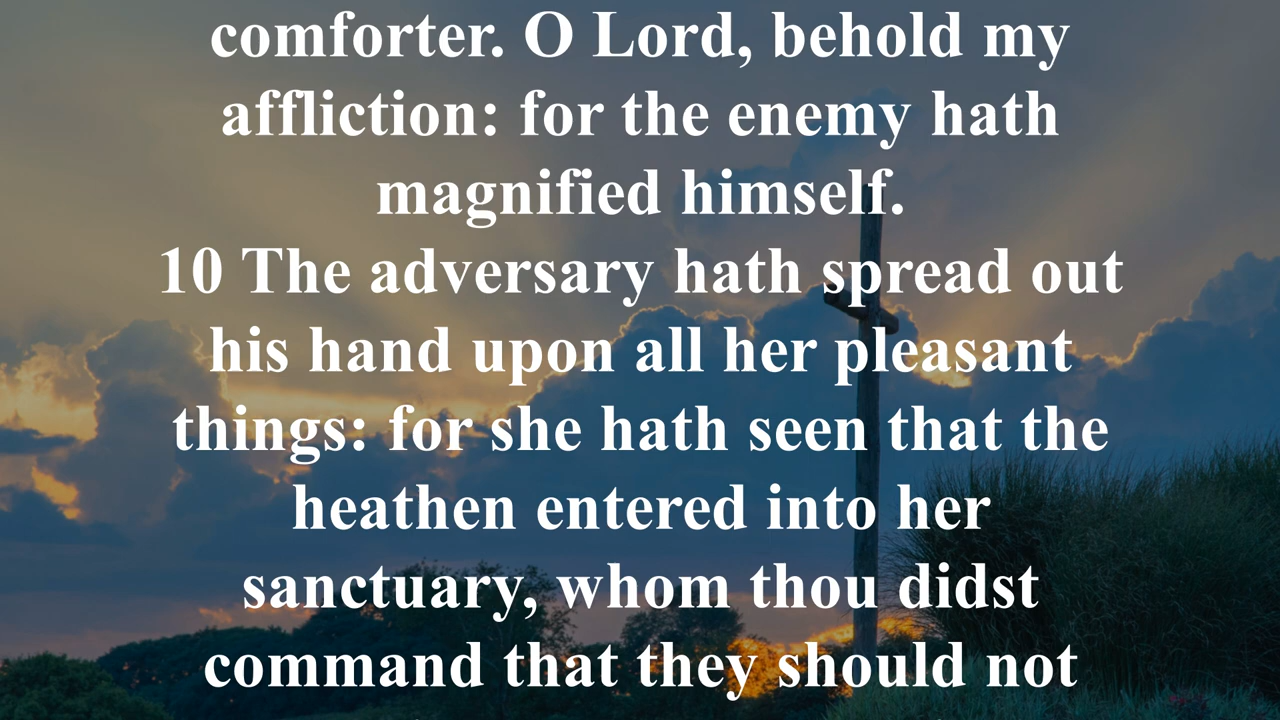 comforter. O Lord, behold my
affliction: for the enemy hath
magnified himself.
10 The adversary hath spread out
his hand upon all her pleasant
things: for she hath seen that the
heathen entered into her
sanctuary, whom thou didst
command that they should not